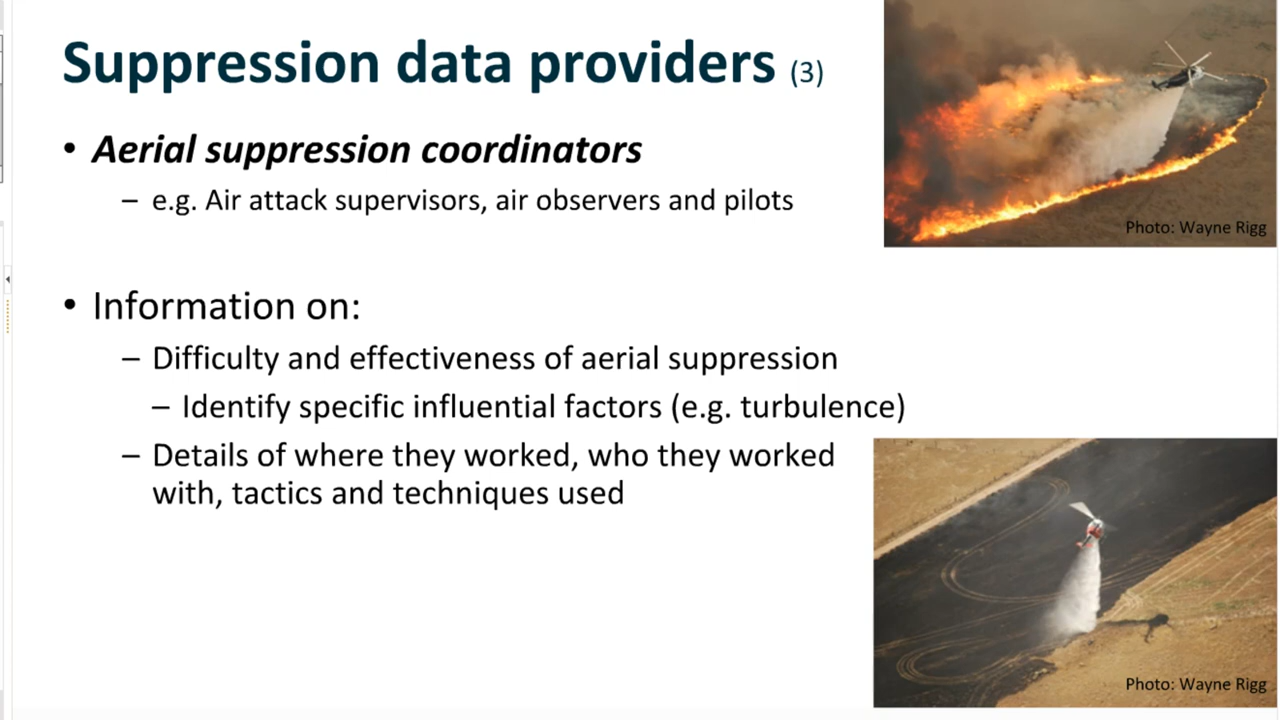 Suppression data providers (3)
• Aerial suppression coordinators
– e.g. Air attack supervisors, air observers and pilots
Photo: Wayne Rigg
• Information on:
– Difficulty and effectiveness of aerial suppression
– Identify specific influential factors (e.g. turbulence)
– Details of where they worked, who they worked
with, tactics and techniques used
Photo: Wayne Rigg